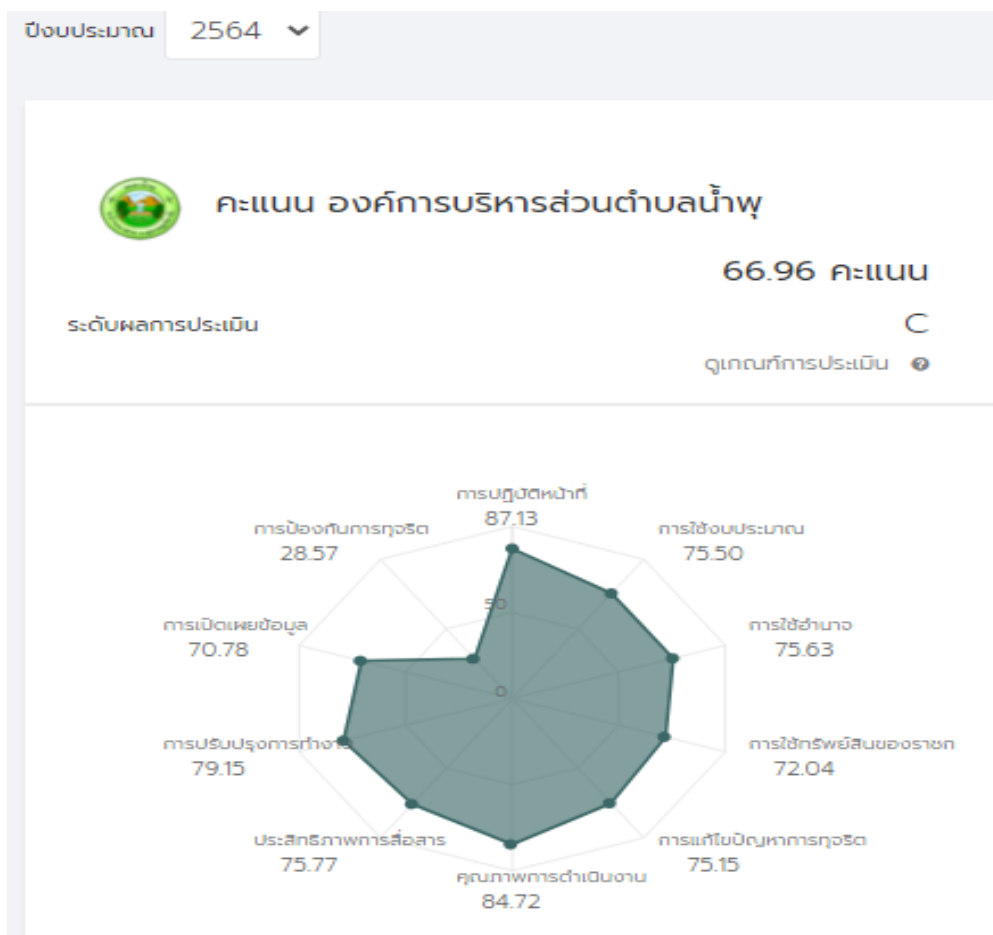 ปีงบประมาณ 2564
คะแนน องค์การบริหารส่วนตำบลน้ำพุ
66.96 คะแนน
ระดับผลการประเมิน C
ดูเกณฑ์การประเมิน
การปฏิบัติหน้าที่
87.13
การป้องกันการทุจริต
28.57
การใช้งบประมาณ
75.50
50
การเปิดเผยข้อมูล
70.78
การใช้อำนาจ
75.63
0
การปรับปรุงการทำงาน
79.15
การใช้ทรัพย์สินของราชก
72.04
ประสิทธิภาพการสื่อสาร
75.77
การแก้ไขปัญหาการทุจริต
75.15
คุณภาพการดำเนินงาน
84.72